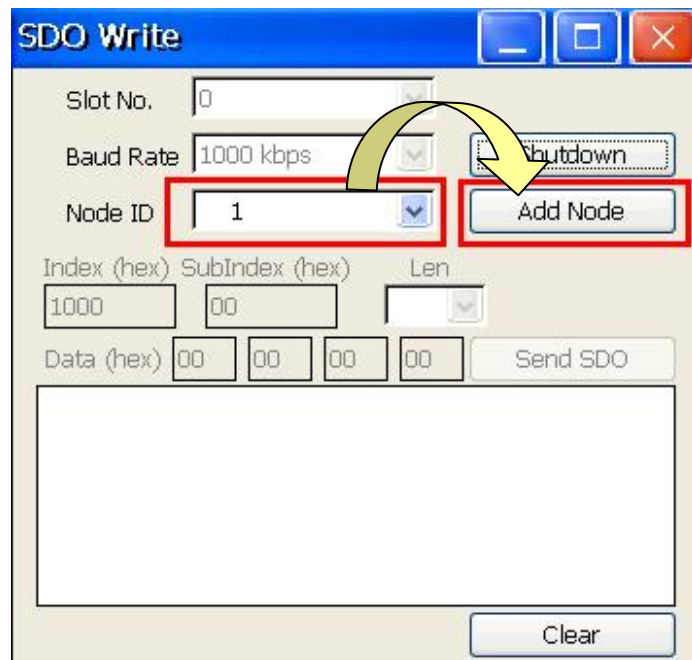 SDO Write
Slot No. 0
Baud Rate 1000 kbps Shutdown
Node ID 1 Add Node
Index (hex) SubIndex (hex) Len
1000 00
Data (hex) 00 00 00 00 Send SDO
Clear